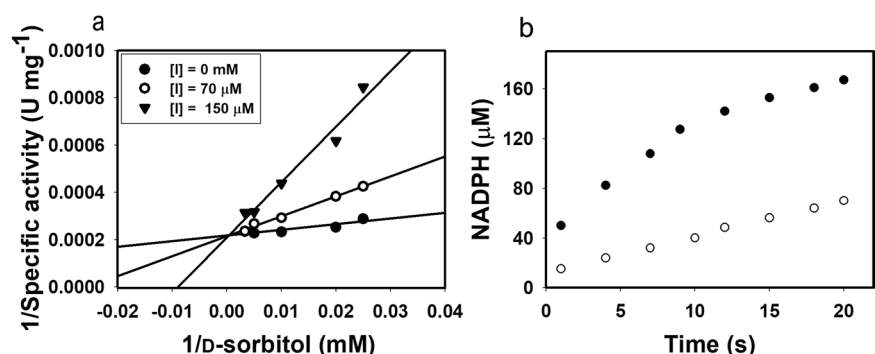 a
1/Specific activity (U mg-1)
0.0010
0.0008
0.0006
0.0004
0.0002
0.0000
[I] = 0 mM
[I] = 70 μM
[I] = 150 μM
-0.02 -0.01 0.00 0.01 0.02 0.03 0.04
1/D-sorbitol (mM)
b
NADPH (μM)
160
120
80
40
0
0 5 10 15 20
Time (s)